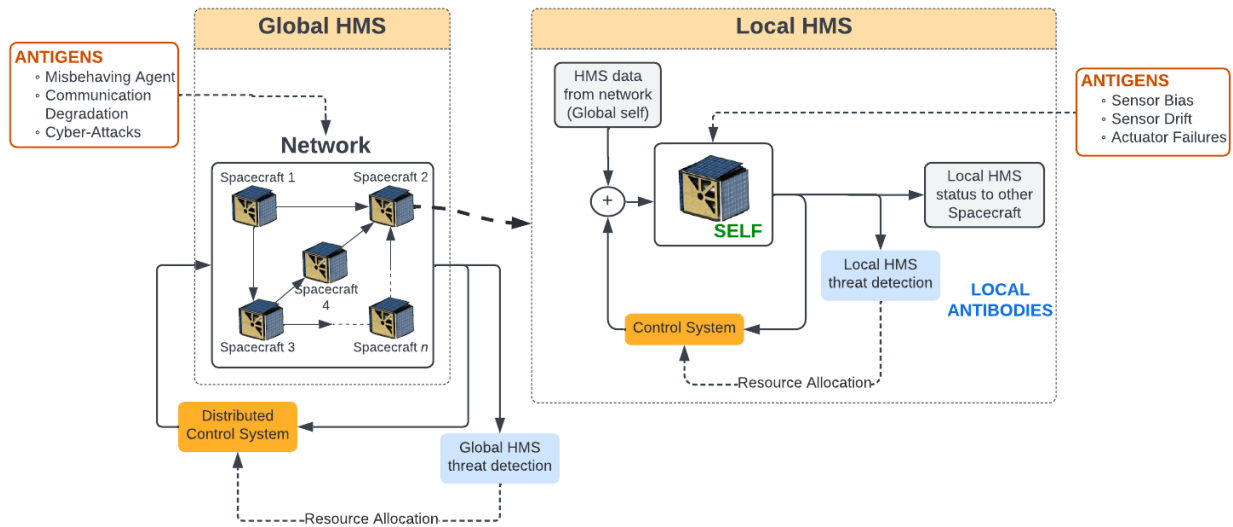 Global HMS
ANTIGENS
◦ Misbehaving Agent
◦ Communication
Degradation
◦ Cyber-Attacks
Network
Spacecraft 1
Spacecraft 2
Spacecraft
4
Spacecraft 3
Spacecraft n
Distributed
Control System
Global HMS
threat detection
Resource Allocation
Local HMS
HMS data
from network
(Global self)
+
SELF
ANTIGENS
◦ Sensor Bias
◦ Sensor Drift
◦ Actuator Failures
Local HMS
status to other
Spacecraft
Local HMS
threat detection
LOCAL
ANTIBODIES
Control System
Resource Allocation